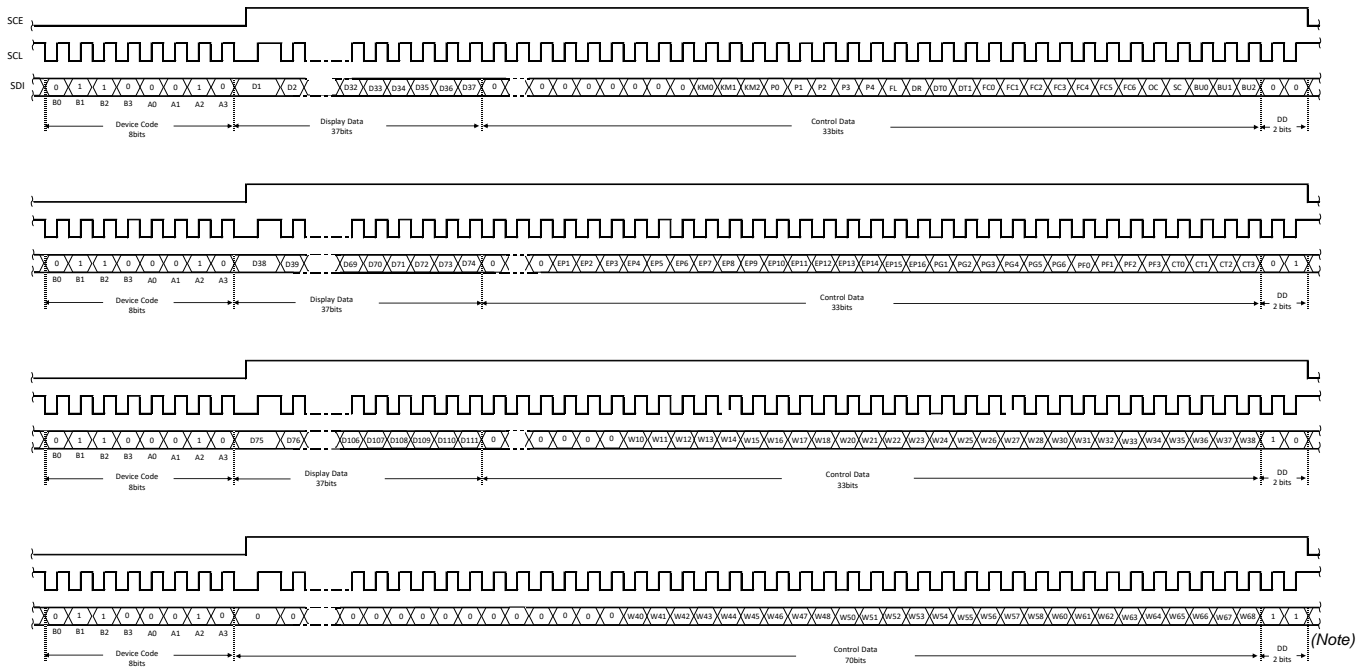 SCE
SCL
SDI 0 1 1 0 0 0 1 0 D1 D2 D32 D33 D34 D35 D36 D37 0 0 0 0 0 0 0 0 KM0 KM1 KM2 P0 P1 P2 P3 P4 FL DR DT0 DT1 FC0 FC1 FC2 FC3 FC4 FC5 FC6 OC SC BU0 BU1 BU2 0 0
B0 B1 B2 B3 A0 A1 A2 A3
Device Code Display Data Control Data DD
8bits 37bits 33bits 2 bits
0 1 1 0 0 0 1 0 D38 D39 D69 D70 D71 D72 D73 D74 0 0 EP1 EP2 EP3 EP4 EP5 EP6 EP7 EP8 EP9 EP10 EP11 EP12 EP13 EP14 EP15 EP16 PG1 PG2 PG3 PG4 PG5 PG6 PF0 PF1 PF2 PF3 CT0 CT1 CT2 CT3 0 1
B0 B1 B2 B3 A0 A1 A2 A3
Device Code Display Data Control Data DD
8bits 37bits 33bits 2 bits
0 1 1 0 0 0 1 0 D75 D76 D106 D107 D108 D109 D110 D111 0 0 0 0 0 W10 W11 W12 W13 W14 W15 W16 W17 W18 W20 W21 W22 W23 W24 W25 W26 W27 W28 W30 W31 W32 W33 W34 W35 W36 W37 W38 1 0
B0 B1 B2 B3 A0 A1 A2 A3
Device Code Display Data Control Data DD
8bits 37bits 33bits 2 bits
0 1 1 0 0 0 1 0 0 0 0 0 0 0 0 0 0 0 0 0 0 0 W40 W41 W42 W43 W44 W45 W46 W47 W48 W50 W51 W52 W53 W54 W55 W56 W57 W58 W60 W61 W62 W63 W64 W65 W66 W67 W68 1 1
(Note)
B0 B1 B2 B3 A0 A1 A2 A3
Device Code Control Data DD
8bits 70bits 2 bits